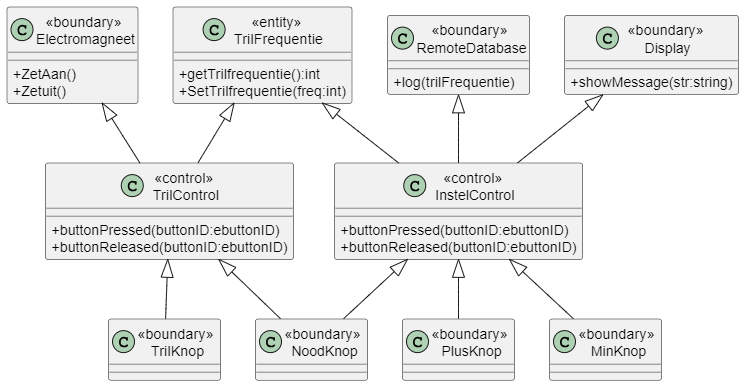 «boundary»
Electromagneet
+ZetAan()
+Zetuit()
«entity»
TrilFrequentie
+getTrilfrequentie():int
+SetTrilfrequentie(freq:int)
«boundary»
RemoteDatabase
+log(trilFrequentie)
«boundary»
Display
+showMessage(str:string)
«control»
TrilControl
+buttonPressed(buttonID:ebuttonID)
+buttonReleased(buttonID:ebuttonID)
«control»
InstelControl
+buttonPressed(buttonID:ebuttonID)
+buttonReleased(buttonID:ebuttonID)
«boundary»
TrilKnop
«boundary»
NoodKnop
«boundary»
PlusKnop
«boundary»
MinKnop